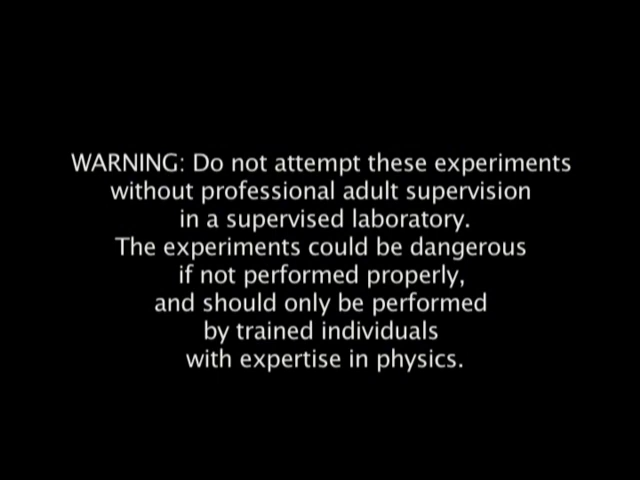 WARNING: Do not attempt these experiments
without professional adult supervision
in a supervised laboratory.
The experiments could be dangerous
if not performed properly,
and should only be performed
by trained individuals
with expertise in physics.